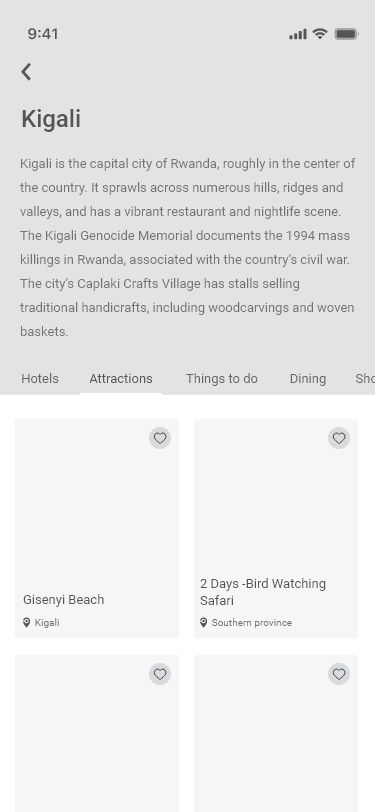 9:41
Kigali
Kigali is the capital city of Rwanda, roughly in the center of
the country. It sprawls across numerous hills, ridges and
valleys, and has a vibrant restaurant and nightlife scene.
The Kigali Genocide Memorial documents the 1994 mass
killings in Rwanda, associated with the country's civil war.
The city's Caplaki Crafts Village has stalls selling
traditional handicrafts, including woodcarvings and woven
baskets.
Hotels Attractions Things to do Dining Sho
Gisenyi Beach
Kigali
2 Days -Bird Watching
Safari
Southern province